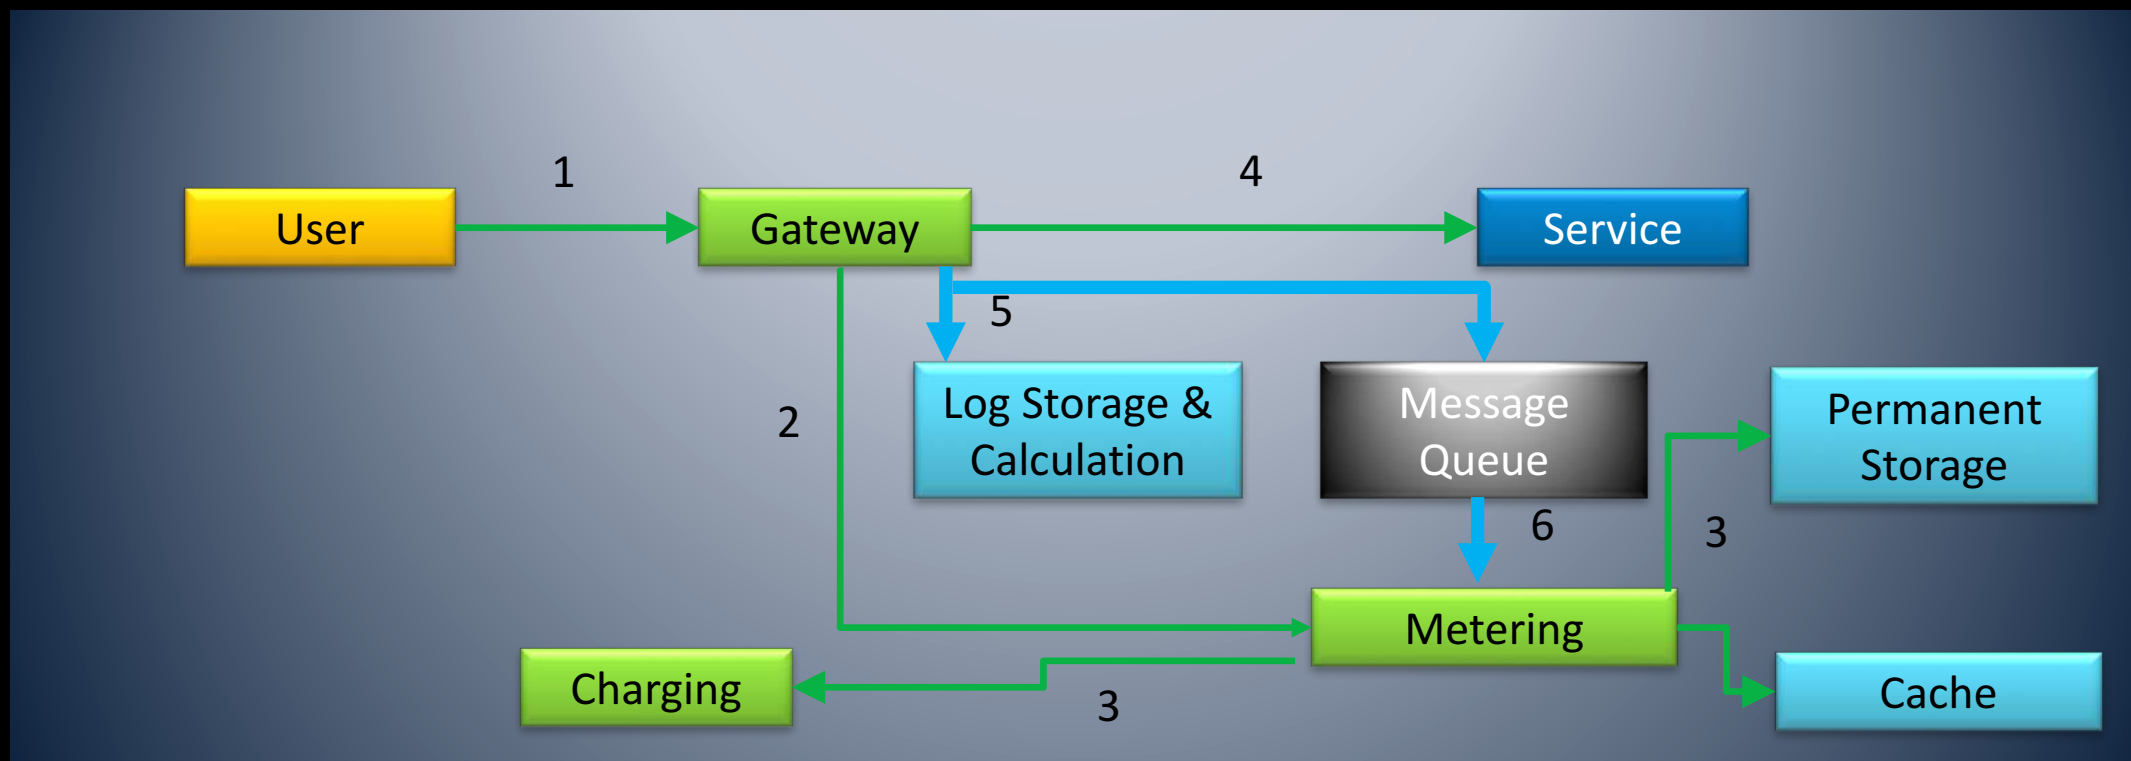 1
4
User
Gateway
Service
5
Log Storage &
Calculation
Message
Queue
Permanent
Storage
2
6
3
Metering
Charging
3
Cache